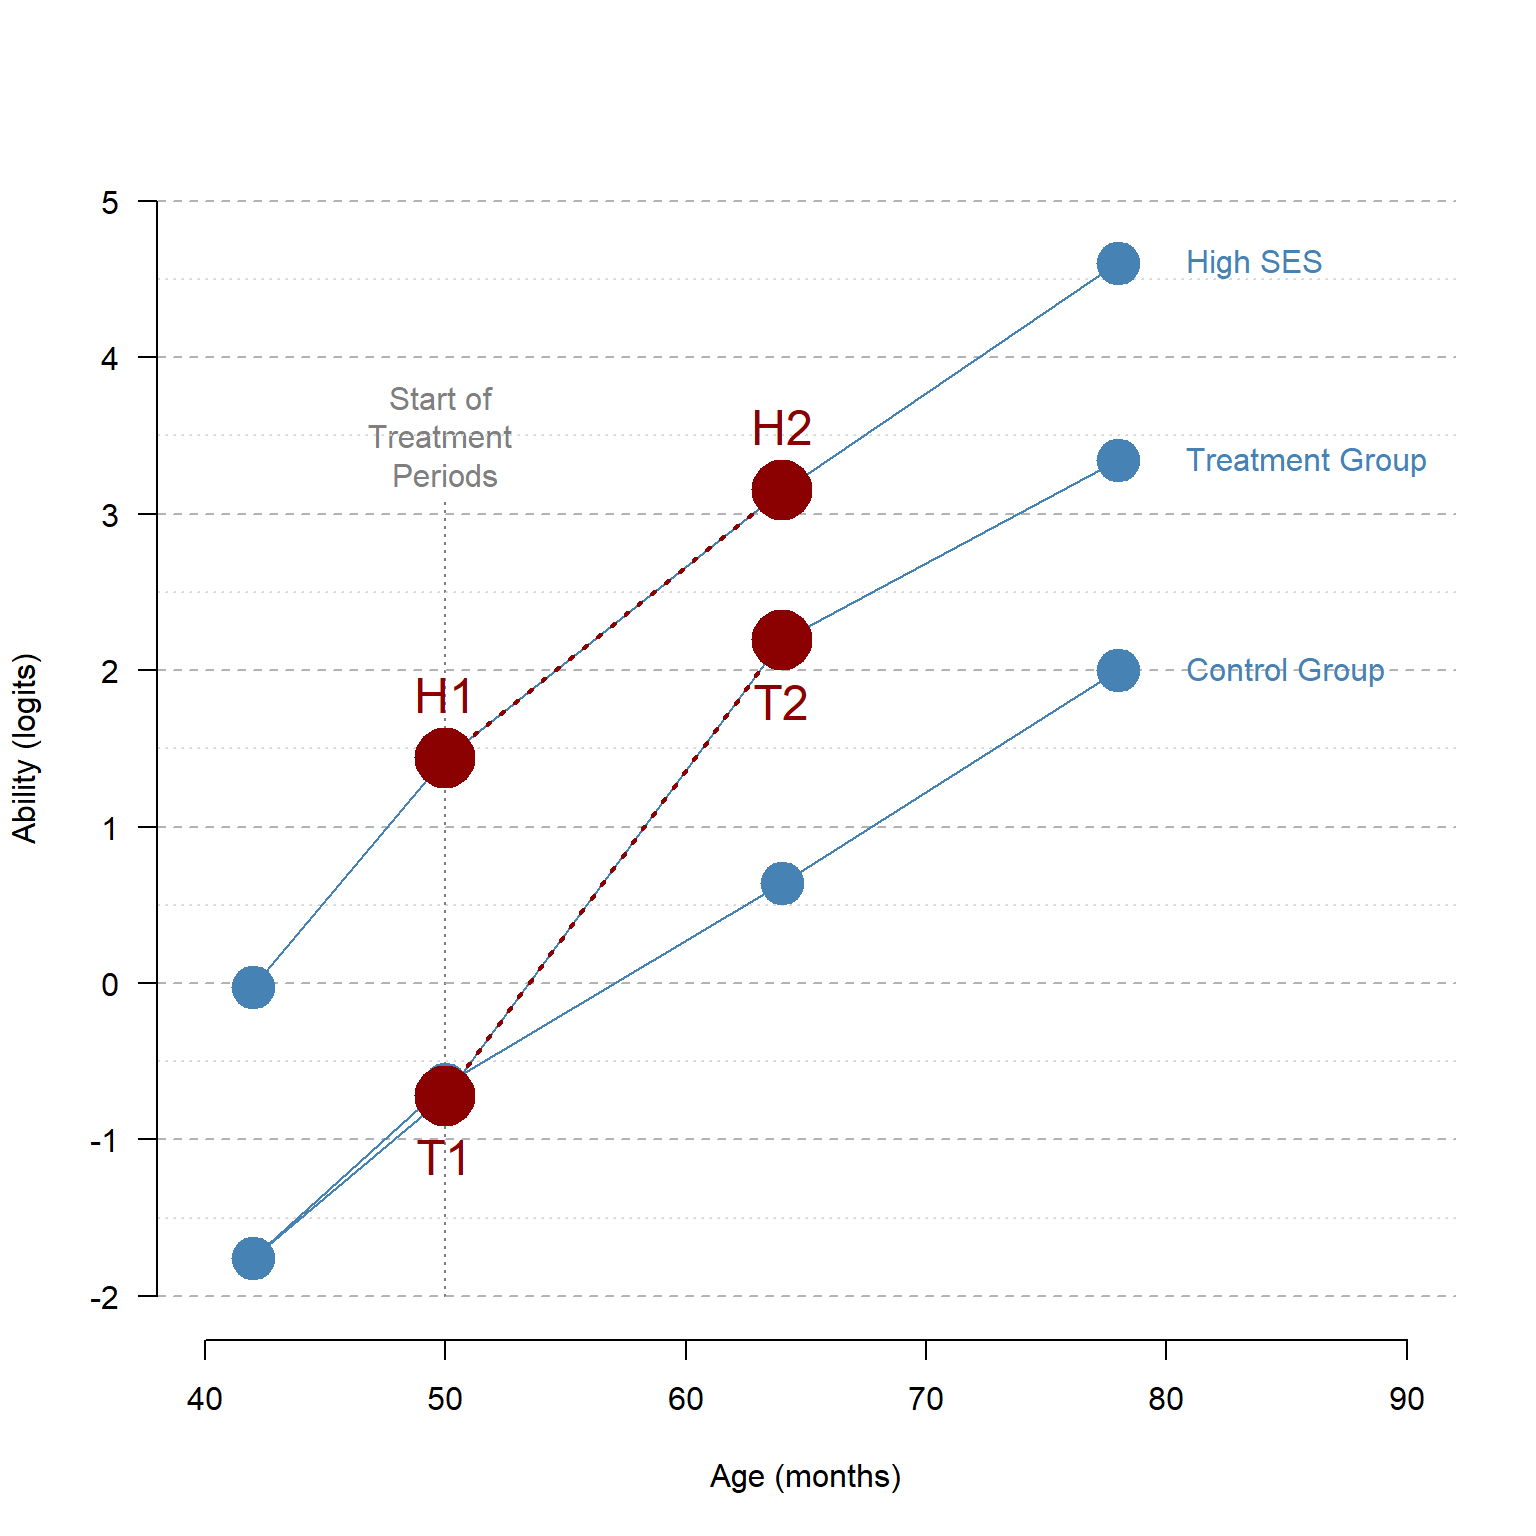 5
High SES
4
Start of
Treatment
Periods
H2
Treatment Group
3
H1
T2
2
Control Group
Ability (logits)
1
0
-1
T1
-2
40 50 60 70 80 90
Age (months)